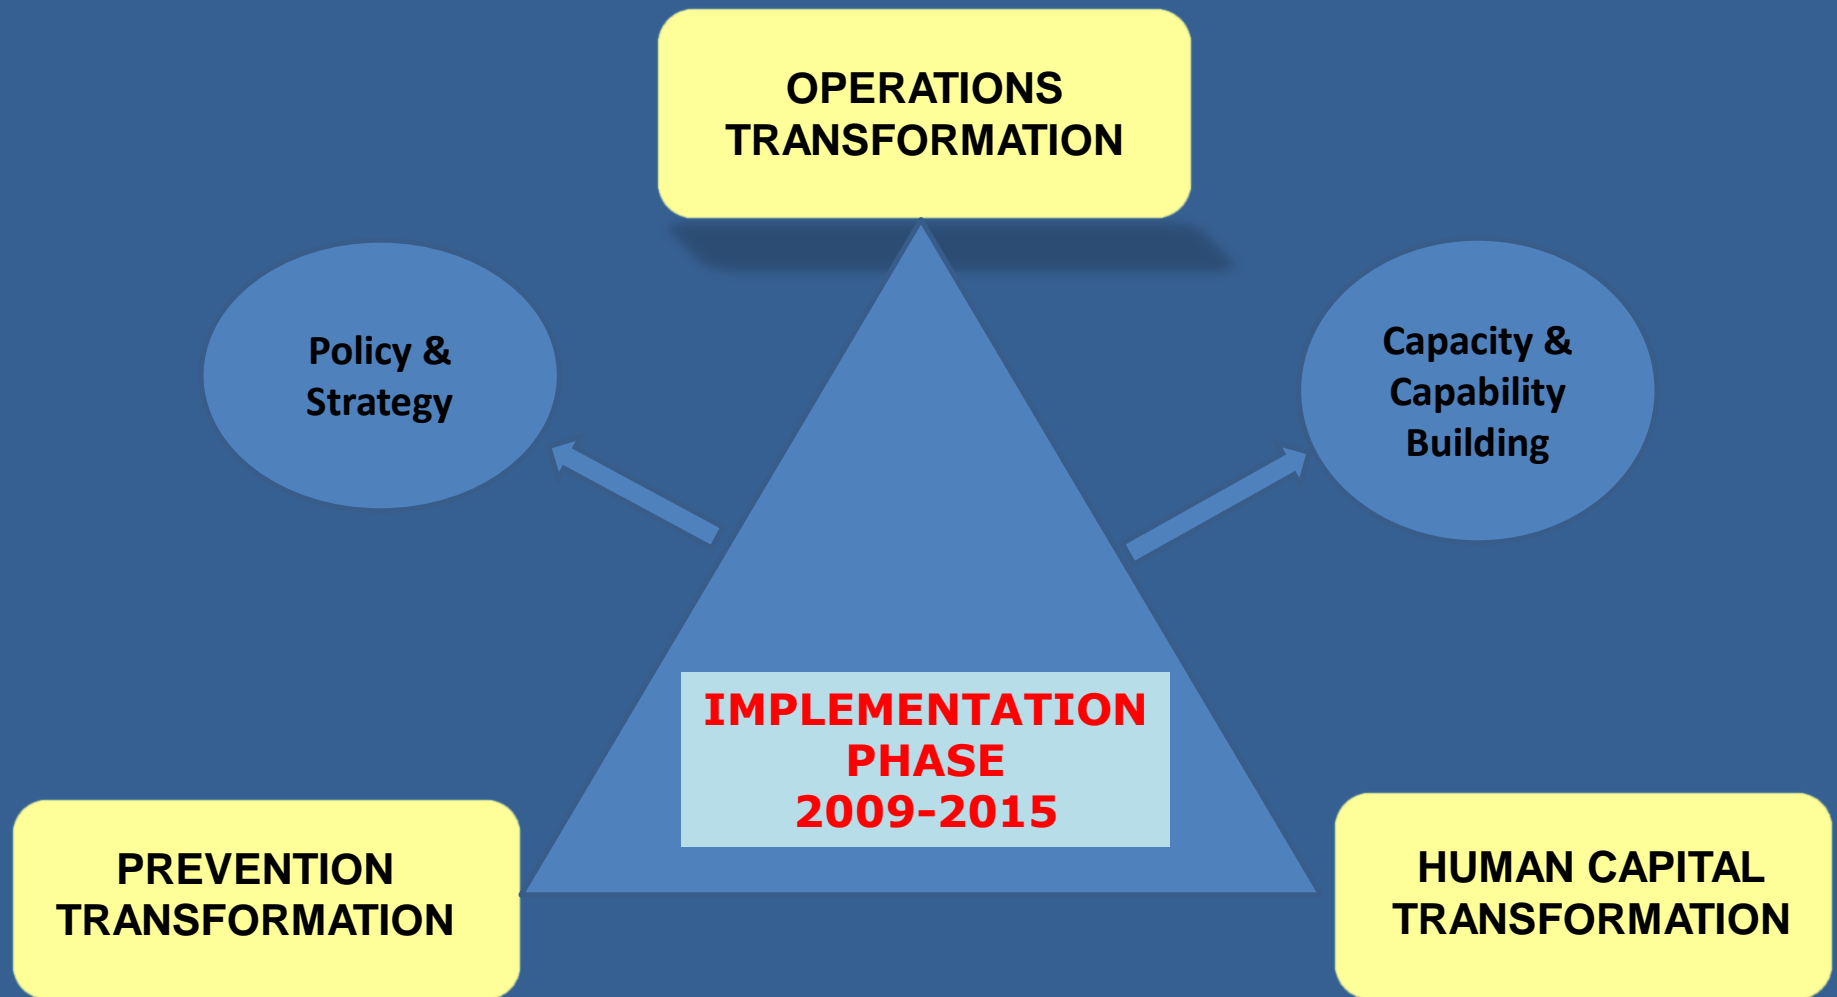 OPERATIONS
TRANSFORMATION
Policy &
Strategy
Capacity &
Capability
Building
IMPLEMENTATION
PHASE
2009-2015
PREVENTION
TRANSFORMATION
HUMAN CAPITAL
TRANSFORMATION